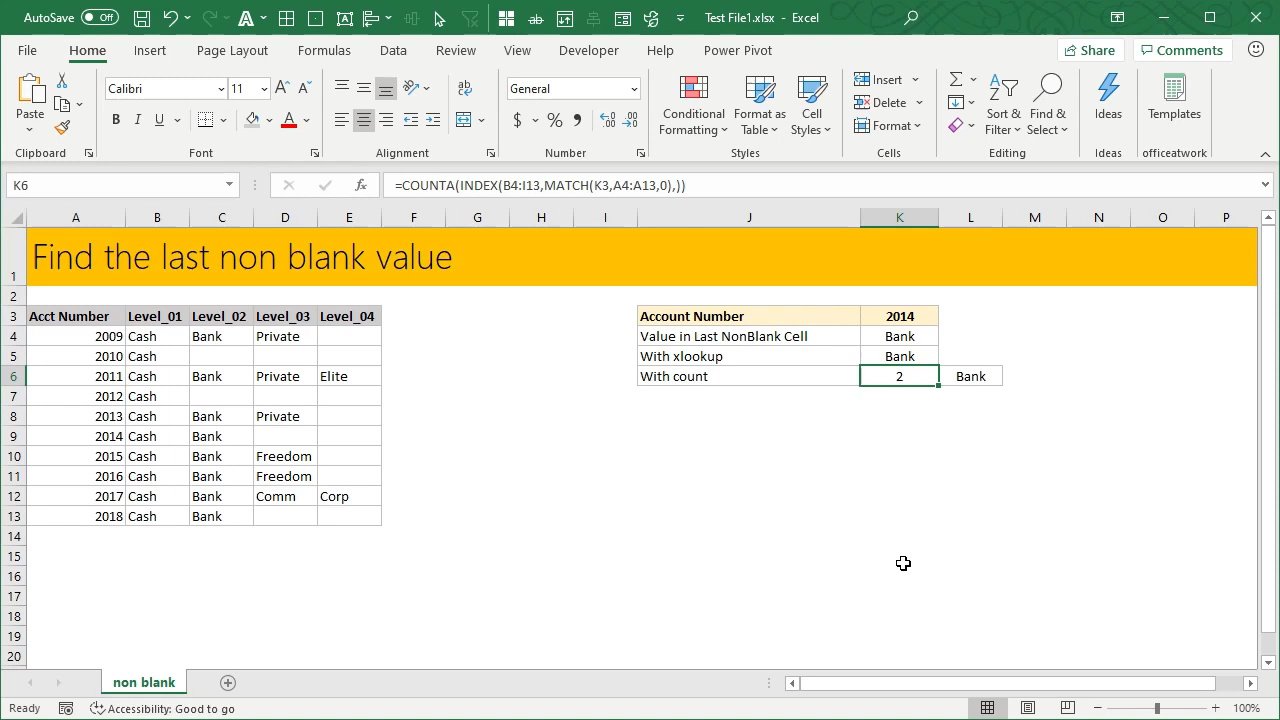 AutoSave Off Test File1.xlsx - Excel
File Home Insert Page Layout Formulas Data Review View Developer Help Power Pivot Share Comments
Calibri 11 General Insert
Paste B I U $ % Conditional Formatting Format as Table Cell Styles Delete Sort & Filter Find & Select Ideas Templates
Format
Clipboard Font Alignment Number Styles Cells Editing Ideas officeatwork
K6 fx =COUNTA(INDEX(B4:I13,MATCH(K3,A4:A13,0),))
A B C D E F G H I J K L M N O P
1 Find the last non blank value
2
3 Acct Number Level_01 Level_02 Level_03 Level_04 Account Number 2014
4 2009 Cash Bank Private Value in Last NonBlank Cell Bank
5 2010 Cash With xlookup Bank
6 2011 Cash Bank Private Elite With count 2 Bank
7 2012 Cash
8 2013 Cash Bank Private
9 2014 Cash Bank
10 2015 Cash Bank Freedom
11 2016 Cash Bank Freedom
12 2017 Cash Bank Comm Corp
13 2018 Cash Bank
14
15
16
17
18
19
20
non blank
Ready Accessibility: Good to go 100%